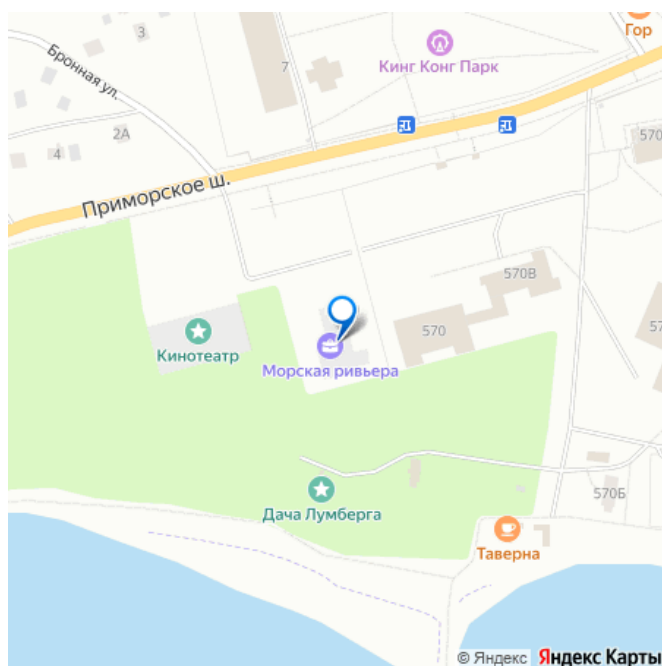 Гор
3
Бронная ул.
7
Кинг Конг Парк
2А
4
570
Приморское ш.
570В
570
57
Кинотеатр
Морская ривьера
570Б
Дача Лумберга
Таверна
© Яндекс Яндекс Карты